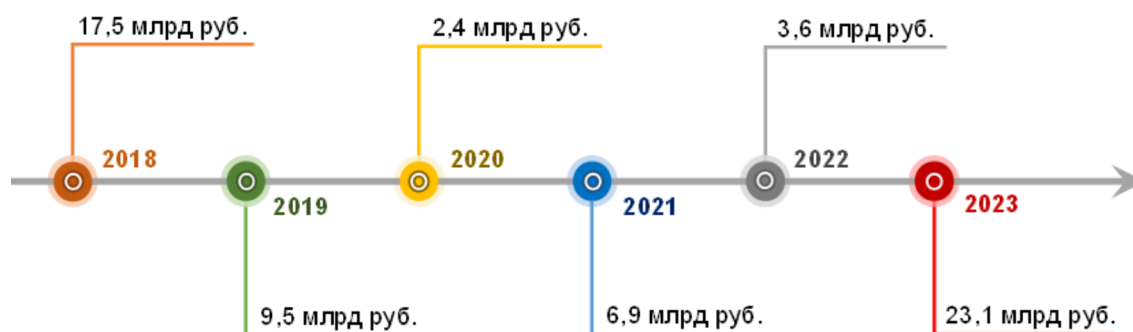 17,5 млрд руб.
2,4 млрд руб.
3,6 млрд руб.
2018
2020
2022
2019
2021
2023
9,5 млрд руб.
6,9 млрд руб.
23,1 млрд руб.